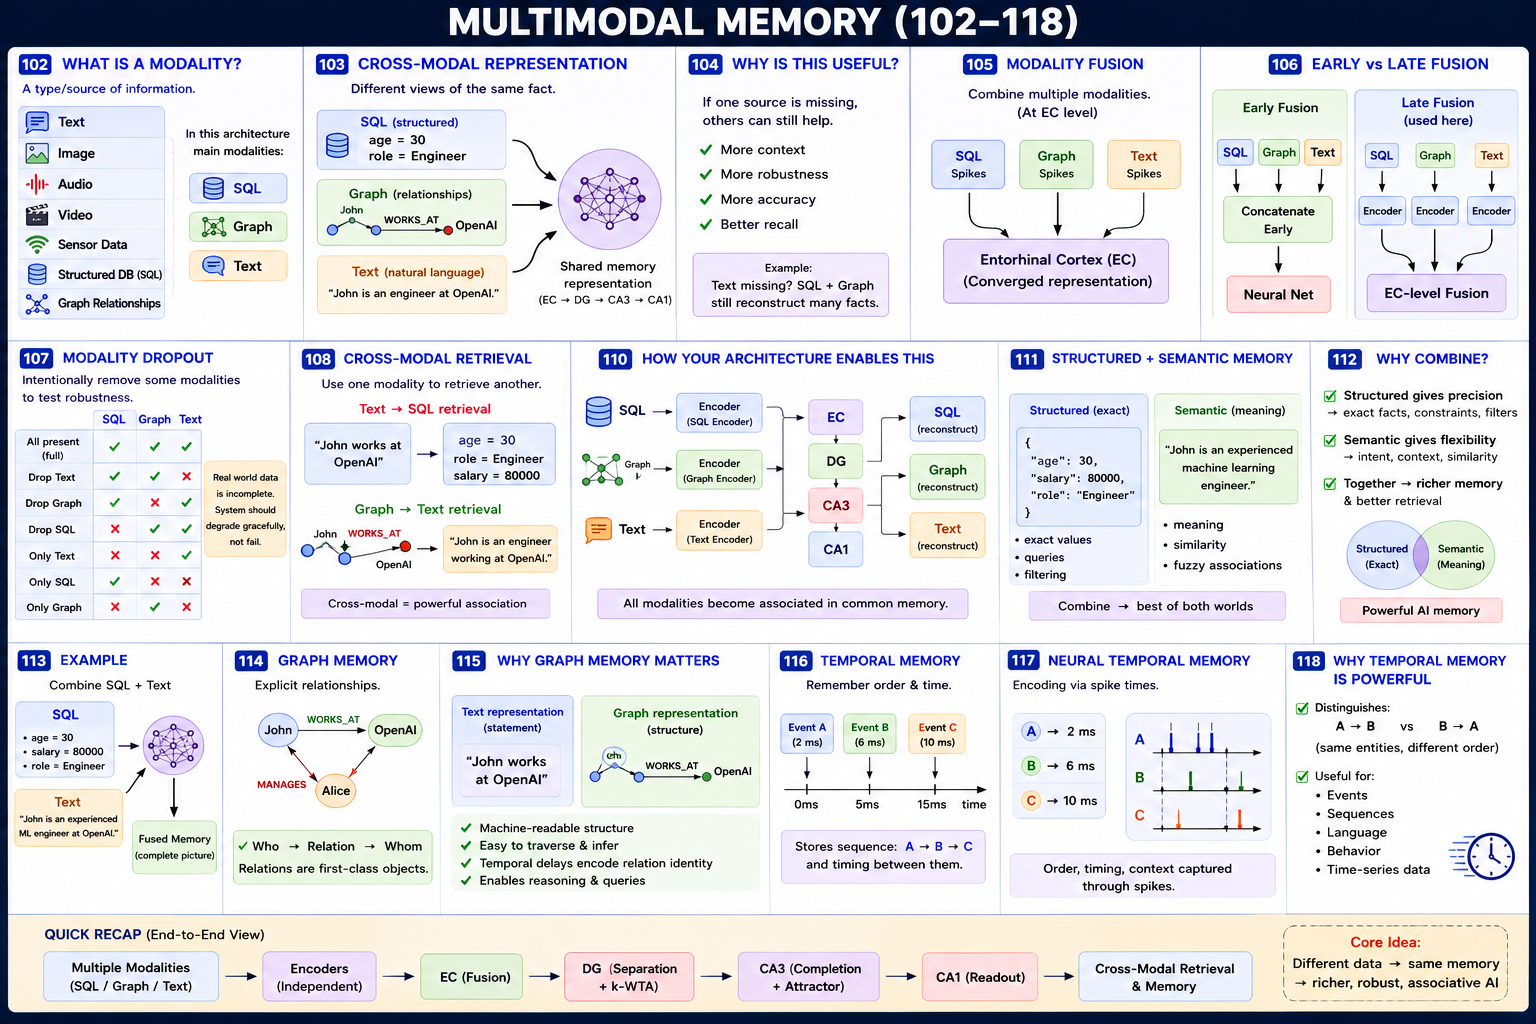 MULTIMODAL MEMORY (102–118)
102 WHAT IS A MODALITY?
A type/source of information.
Text
Image
Audio
Video
Sensor Data
Structured DB (SQL)
Graph Relationships
In this architecture
main modalities:
SQL
Graph
Text
103 CROSS-MODAL REPRESENTATION
Different views of the same fact.
SQL (structured)
age = 30
role = Engineer
Graph (relationships)
John
WORKS_AT
OpenAI
Text (natural language)
“John is an engineer at OpenAI.”
Shared memory
representation
(EC → DG → CA3 → CA1)
104 WHY IS THIS USEFUL?
If one source is missing,
others can still help.
✓ More context
✓ More robustness
✓ More accuracy
✓ Better recall
Example:
Text missing? SQL + Graph
still reconstruct many facts.
105 MODALITY FUSION
Combine multiple modalities.
(At EC level)
SQL
Spikes
Graph
Spikes
Text
Spikes
Entorhinal Cortex (EC)
(Converged representation)
106 EARLY vs LATE FUSION
Early Fusion
SQL Graph Text
Concatenate
Early
Neural Net
Late Fusion
(used here)
SQL Graph Text
Encoder Encoder Encoder
EC-level Fusion
107 MODALITY DROPOUT
Intentionally remove some modalities
to test robustness.
SQL Graph Text
All present
(full) ✓ ✓ ✓
Drop Text ✓ ✓ ✗
Drop Graph ✓ ✗ ✓
Drop SQL ✗ ✓ ✓
Only Text ✗ ✗ ✓
Only SQL ✓ ✗ ✗
Only Graph ✗ ✓ ✗
Real world data
is incomplete.
System should
degrade gracefully,
not fail.
108 CROSS-MODAL RETRIEVAL
Use one modality to retrieve another.
Text → SQL retrieval
“John works at
OpenAI”
age = 30
role = Engineer
salary = 80000
Graph → Text retrieval
John
WORKS_AT
OpenAI
“John is an engineer
working at OpenAI.”
Cross-modal = powerful association
110 HOW YOUR ARCHITECTURE ENABLES THIS
SQL
Encoder
(SQL Encoder)
Graph
Encoder
(Graph Encoder)
Text
Encoder
(Text Encoder)
EC
DG
CA3
CA1
SQL
(reconstruct)
Graph
(reconstruct)
Text
(reconstruct)
All modalities become associated in common memory.
111 STRUCTURED + SEMANTIC MEMORY
Structured (exact)
{
"age": 30,
"salary": 80000,
"role": "Engineer"
}
• exact values
• queries
• filtering
Semantic (meaning)
“John is an experienced
machine learning
engineer.”
• meaning
• similarity
• fuzzy associations
Combine → best of both worlds
112 WHY COMBINE?
Structured gives precision
→ exact facts, constraints, filters
Semantic gives flexibility
→ intent, context, similarity
Together → richer memory
& better retrieval
Structured
(Exact)
Semantic
(Meaning)
Powerful AI memory
113 EXAMPLE
Combine SQL + Text
SQL
• age = 30
• salary = 80000
• role = Engineer
Text
“John is an experienced
ML engineer at OpenAI.”
Fused Memory
(complete picture)
114 GRAPH MEMORY
Explicit relationships.
John
WORKS_AT
OpenAI
MANAGES
Alice
✓ Who → Relation → Whom
Relations are first-class objects.
115 WHY GRAPH MEMORY MATTERS
Text representation
(statement)
“John works
at OpenAI”
Graph representation
(structure)
WORKS_AT
OpenAI
✓ Machine-readable structure
✓ Easy to traverse & infer
✓ Temporal delays encode relation identity
✓ Enables reasoning & queries
116 TEMPORAL MEMORY
Remember order & time.
Event A
(2 ms)
Event B
(6 ms)
Event C
(10 ms)
0ms 5ms 15ms time
Stores sequence: A → B → C
and timing between them.
117 NEURAL TEMPORAL MEMORY
Encoding via spike times.
A → 2 ms
B → 6 ms
C → 10 ms
A
B
C
Order, timing, context captured
through spikes.
118 WHY TEMPORAL MEMORY
IS POWERFUL
Distinguishes:
A → B vs B → A
(same entities, different order)
Useful for:
• Events
• Sequences
• Language
• Behavior
• Time-series data
QUICK RECAP (End-to-End View)
Multiple Modalities
(SQL / Graph / Text)
Encoders
(Independent)
EC (Fusion)
DG (Separation
+ k-WTA)
CA3 (Completion
+ Attractor)
CA1 (Readout)
Cross-Modal Retrieval
& Memory
Core Idea:
Different data → same memory
→ richer, robust, associative AI